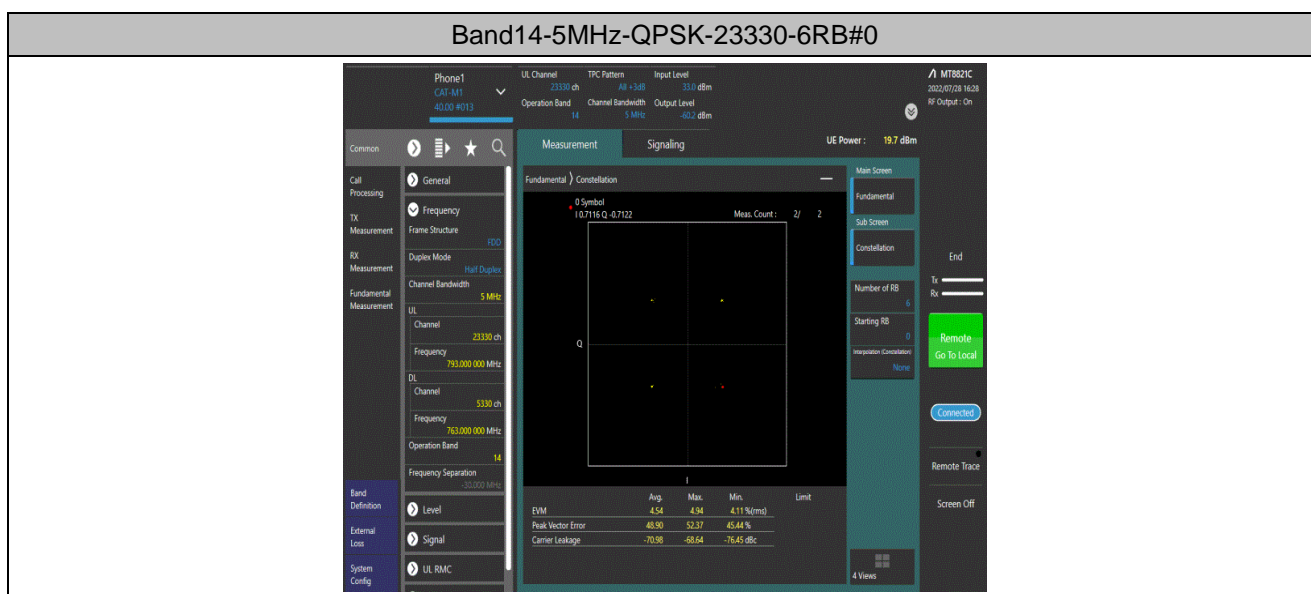 Band14-5MHz-QPSK-23330-6RB#0
Phone1
CAT-M1
40.00 #013
UL Channel TPC Pattern Input Level
23330 ch All +3dB 33.0 dBm
Operation Band Channel Bandwidth Output Level
14 5 MHz -60.2 dBm
MT8821C
2022/07/28 16:28
RF Output : On
Common
Measurement Signaling
UE Power : 19.7 dBm
Call
Processing
TX
Measurement
RX
Measurement
Fundamental
Measurement
Band
Definition
External
Loss
System
Config
General
Frequency
Frame Structure
FDD
Duplex Mode
Half Duplex
Channel Bandwidth
5 MHz
UL
Channel
23330 ch
Frequency
793.000 000 MHz
DL
Channel
5330 ch
Frequency
763.000 000 MHz
Operation Band
14
Frequency Separation
-30.000 MHz
Level
Signal
UL RMC
Fundamental Constellation
0 Symbol
I 0.7116 Q -0.7122 Meas. Count : 2/ 2
Q
I
Avg. Max. Min. Limit
EVM 4.54 4.94 4.11 %(rms)
Peak Vector Error 48.90 52.37 45.44 %
Carrier Leakage -70.98 -68.64 -76.45 dBc
Main Screen
Fundamental
Sub Screen
Constellation
Number of RB
6
Starting RB
0
Interpolation (Constellation)
None
4 Views
End
Tx
Rx
Remote
Go To Local
Connected
Remote Trace
Screen Off